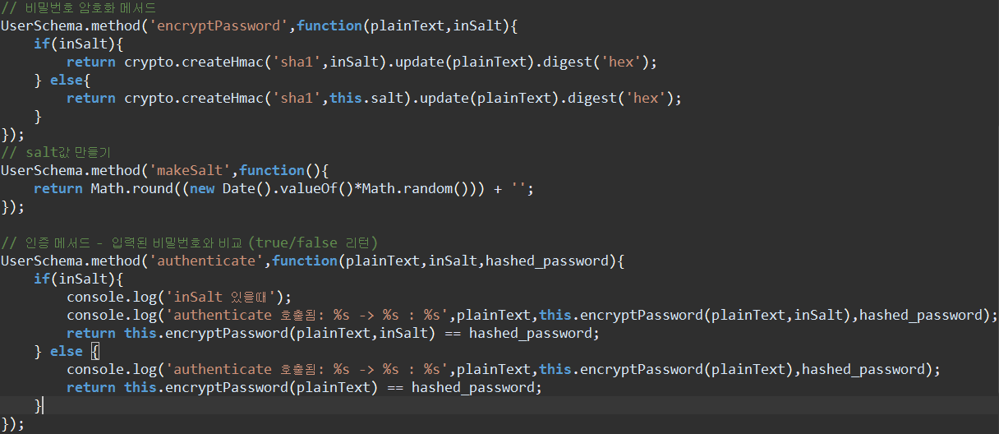 // 비밀번호 암호화 메서드
UserSchema.method('encryptPassword',function(plainText,inSalt){
    if(inSalt){
        return crypto.createHmac('sha1',inSalt).update(plainText).digest('hex');
    } else{
        return crypto.createHmac('sha1',this.salt).update(plainText).digest('hex');
    }
});
// salt값 만들기
UserSchema.method('makeSalt',function(){
    return Math.round((new Date().valueOf()*Math.random())) + '';
});
// 인증 메서드 - 입력된 비밀번호와 비교 (true/false 리턴)
UserSchema.method('authenticate',function(plainText,inSalt,hashed_password){
    if(inSalt){
        console.log('inSalt 있을때');
        console.log('authenticate 호출됨: %s -> %s : %s',plainText,this.encryptPassword(plainText,inSalt),hashed_password);
        return this.encryptPassword(plainText,inSalt) == hashed_password;
    } else {
        console.log('authenticate 호출됨: %s -> %s : %s',plainText,this.encryptPassword(plainText),hashed_password);
        return this.encryptPassword(plainText) == hashed_password;
    }
});